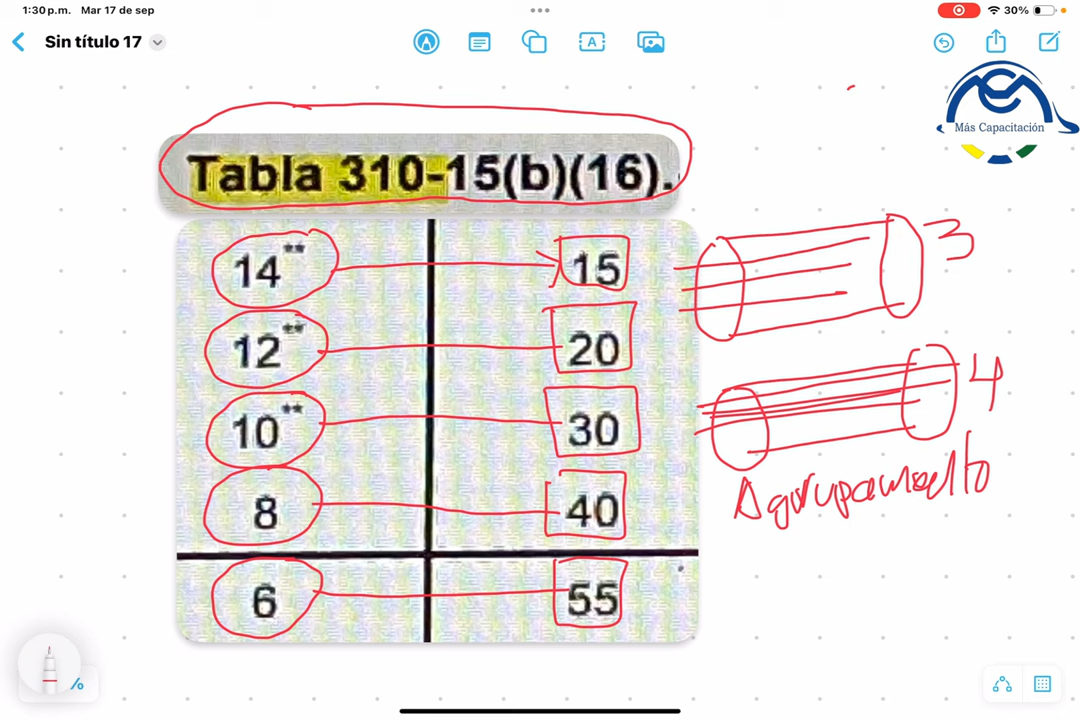 1:30 p.m. Mar 17 de sep
30%
Sin título 17
A
Más Capacitación
Tabla 310-15(b)(16).
14** 15
12** 20
10** 30
8 40
6 55
3
4
Agrupamiento